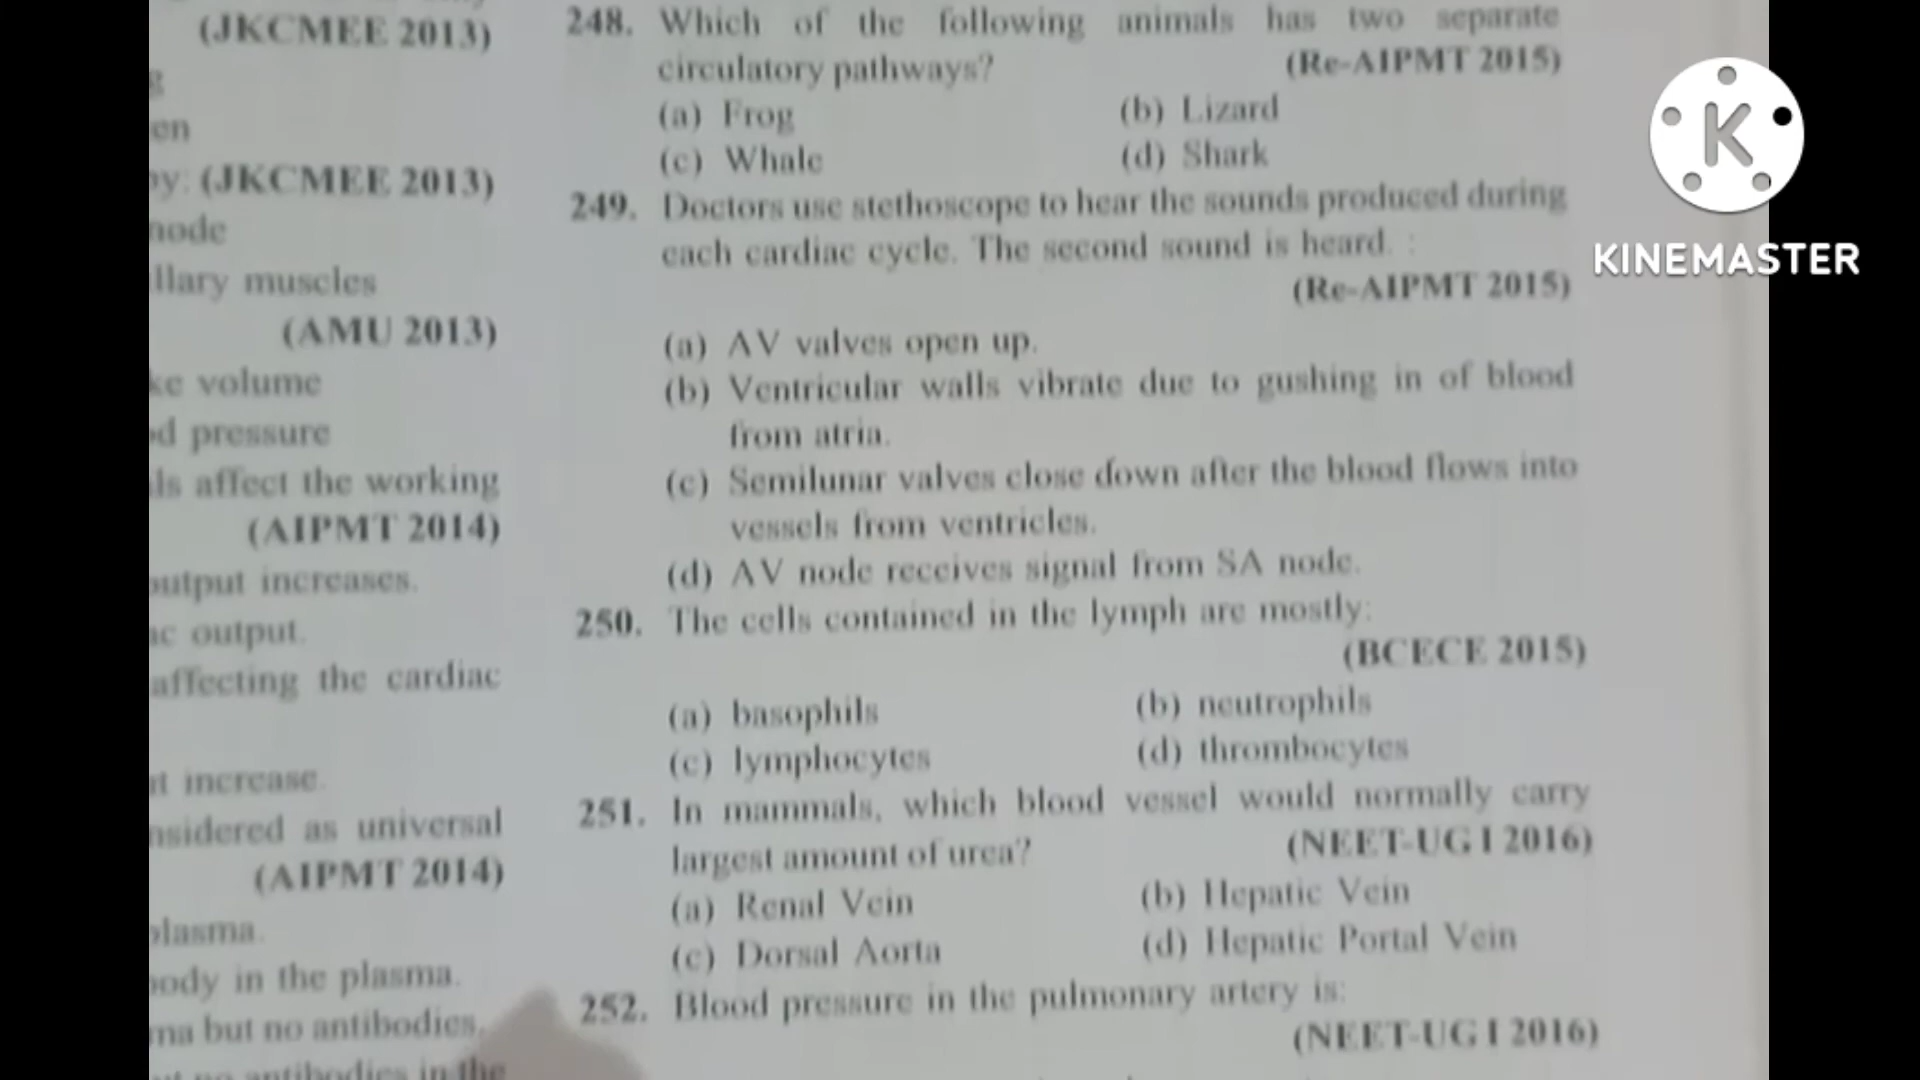 (JKCMEE 2013)
g
en
by: (JKCMEE 2013)
node
llary muscles
(AMU 2013)
ke volume
d pressure
ls affect the working
(AIPMT 2014)
output increases.
ac output.
affecting the cardiac
t increase.
nsidered as universal
(AIPMT 2014)
plasma.
body in the plasma.
ma but no antibodies.
no antibodies in the
248. Which of the following animals has two separate
circulatory pathways? (Re-AIPMT 2015)
(a) Frog (b) Lizard
(c) Whale (d) Shark
249. Doctors use stethoscope to hear the sounds produced during
each cardiac cycle. The second sound is heard. :
(Re-AIPMT 2015)
(a) AV valves open up.
(b) Ventricular walls vibrate due to gushing in of blood
from atria.
(c) Semilunar valves close down after the blood flows into
vessels from ventricles.
(d) AV node receives signal from SA node.
250. The cells contained in the lymph are mostly:
(BCECE 2015)
(a) basophils (b) neutrophils
(c) lymphocytes (d) thrombocytes
251. In mammals, which blood vessel would normally carry
largest amount of urea? (NEET-UG I 2016)
(a) Renal Vein (b) Hepatic Vein
(c) Dorsal Aorta (d) Hepatic Portal Vein
252. Blood pressure in the pulmonary artery is:
(NEET-UG I 2016)
K
KINEMASTER